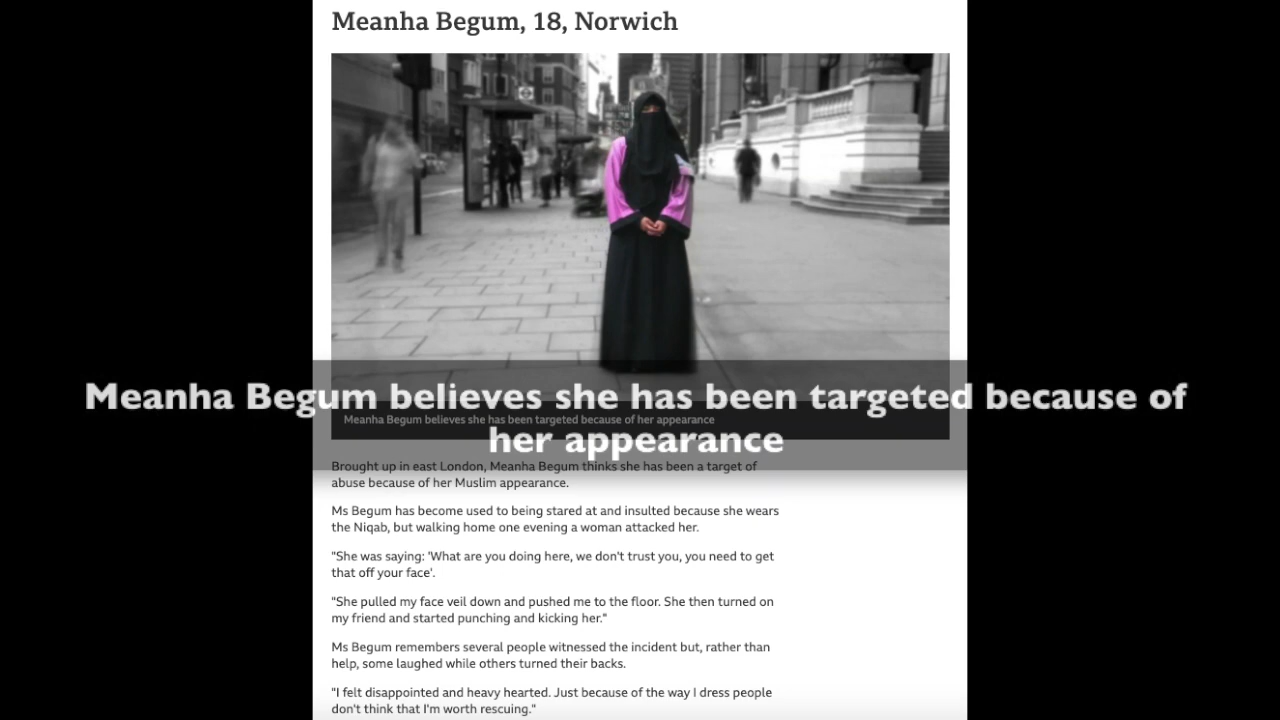 Meanha Begum, 18, Norwich
Meanha Begum believes she has been targeted because of
her appearance
Meanha Begum believes she has been targeted because of her appearance
Brought up in east London, Meanha Begum thinks she has been a target of
abuse because of her Muslim appearance.
Ms Begum has become used to being stared at and insulted because she wears
the Niqab, but walking home one evening a woman attacked her.
"She was saying: 'What are you doing here, we don't trust you, you need to get
that off your face'.
"She pulled my face veil down and pushed me to the floor. She then turned on
my friend and started punching and kicking her."
Ms Begum remembers several people witnessed the incident but, rather than
help, some laughed while others turned their backs.
"I felt disappointed and heavy hearted. Just because of the way I dress people
don't think that I'm worth rescuing."